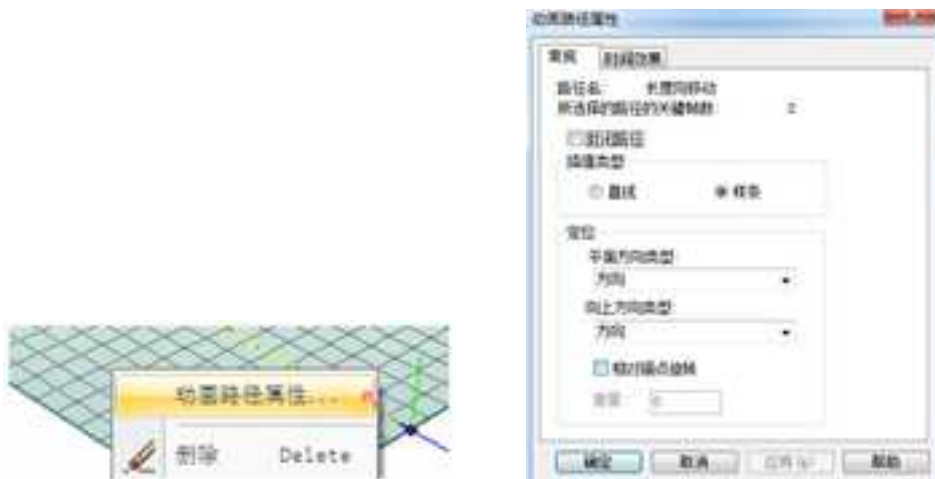 动画路径属性...
删除 Delete
动画路径属性
常规 时间效果
路径名: 长度向移动
所选择的路径的关键帧数: 2
封闭路径
插值类型
直线 样条
定位
平面方向类型:
方向
向上方向类型:
方向
相对锚点旋转
确定 取消 应用(A) 帮助